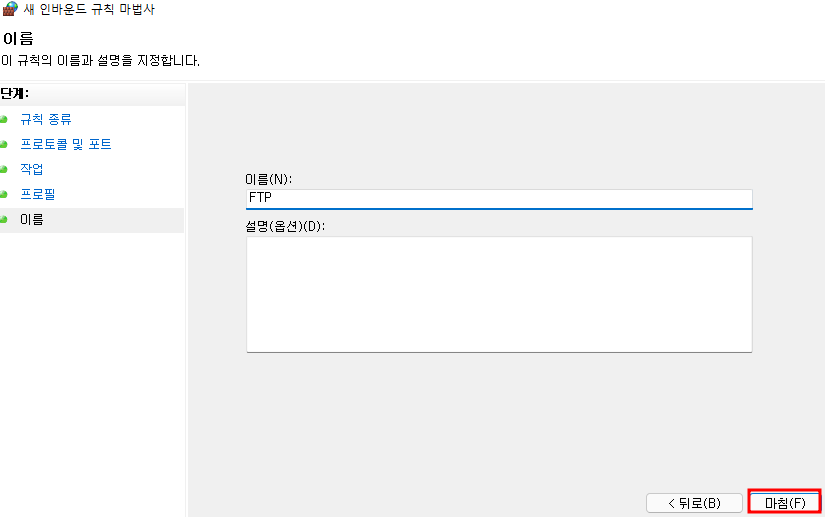 새 인바운드 규칙 마법사
이름
이 규칙의 이름과 설명을 지정합니다.
단계:
규칙 종류
프로토콜 및 포트
작업
프로필
이름
이름(N):
FTP
설명(옵션)(D):
< 뒤로(B)
마침(F)